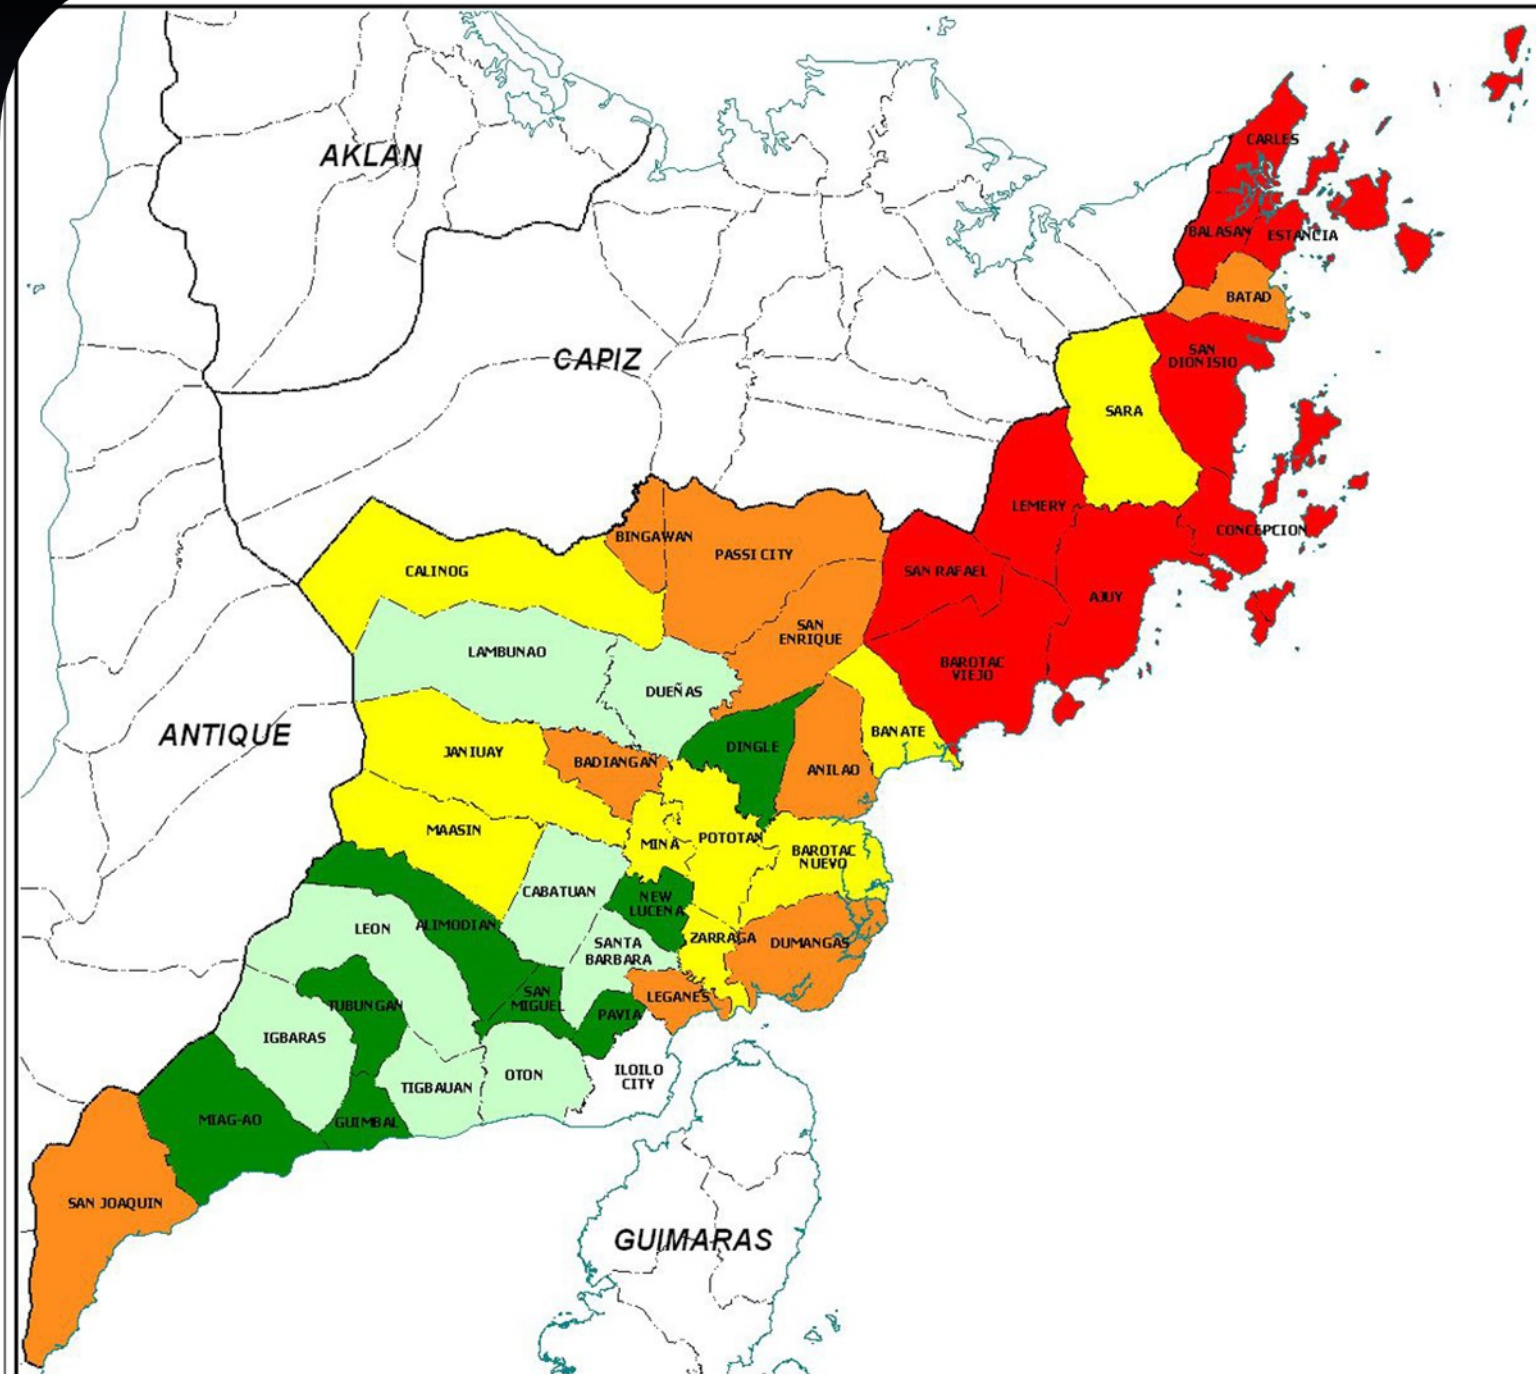 CARLES
AKLAN
BALASAN
ESTANCIA
BATAD
SAN
DIONISIO
CAPIZ
SARA
LEMERY
CONCEPCION
BINGAWAN
PASSI CITY
CALINOG
SAN RAFAEL
AJUY
SAN
ENRIQUE
LAMBUNAO
BAROTAC
VIEJO
DUEÑAS
ANTIQUE
BANATE
DINGLE
JANIUAY
BADIANGAN
ANILAO
MAASIN
POTOTAN
MINA
BAROTAC
NUEVO
CABATUAN
NEW
LUCENA
LEON
ALIMODIAN
ZARRAGA
DUMANGAS
SANTA
BARBARA
SAN
MIGUEL
LEGANES
TUBUNGAN
PAVIA
IGBARAS
ILOILO
CITY
OTON
TIGBAUAN
MIAG-AO
GUIMBAL
SAN JOAQUIN
GUIMARAS